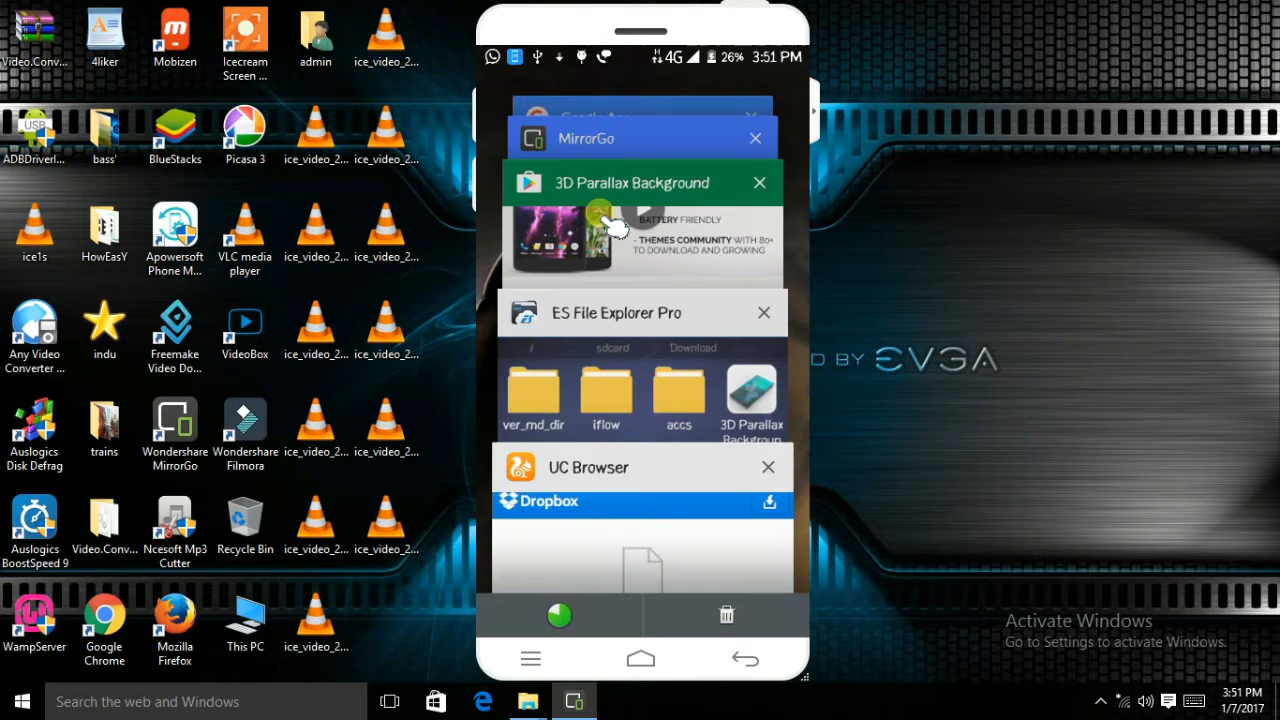 Video.Conv...
4liker
Mobizen
Icecream
Screen ...
admin
ice_video_2...
ADBDriverI...
bass'
BlueStacks
Picasa 3
ice_video_2...
ice_video_2...
ice1s
HowEasY
Apowersoft
Phone M...
VLC media
player
ice_video_2...
ice_video_2...
Any Video
Converter ...
indu
Freemake
Video Do...
VideoBox
ice_video_2...
ice_video_2...
Auslogics
Disk Defrag
trains
Wondershare
MirrorGo
Wondershare
Filmora
ice_video_2...
ice_video_2...
Auslogics
BoostSpeed 9
Video.Conv...
Ncesoft Mp3
Cutter
Recycle Bin
ice_video_2...
ice_video_2...
WampServer
Google
Chrome
Mozilla
Firefox
This PC
ice_video_2...
4G 26% 3:51 PM
MirrorGo
3D Parallax Background
- BATTERY FRIENDLY
- THEMES COMMUNITY WITH 80+
TO DOWNLOAD AND GROWING
ES File Explorer Pro
/ sdcard Download
ver_md_dir
iflow
accs
3D Parallax
Backgroun
UC Browser
Dropbox
D BY EVGA
Activate Windows
Go to Settings to activate Windows.
Search the web and Windows
3:51 PM
1/7/2017